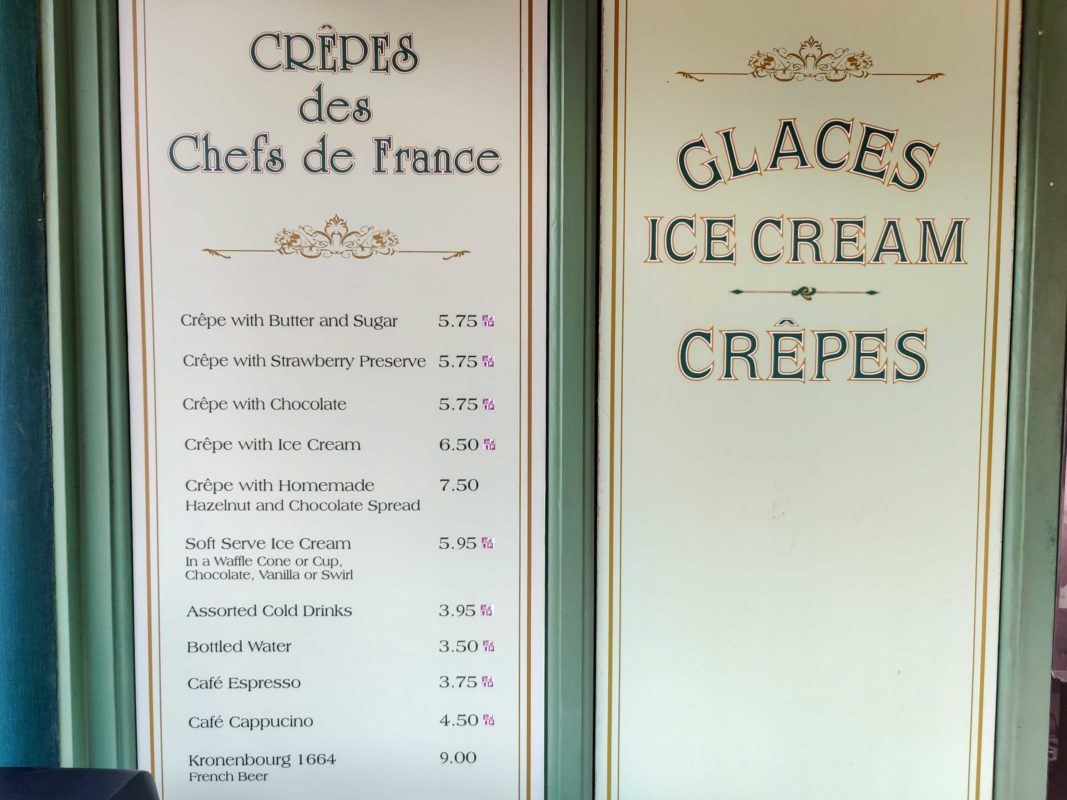 CRÊPES
des
Chefs de France
Crêpe with Butter and Sugar 5.75
Crêpe with Strawberry Preserve 5.75
Crêpe with Chocolate 5.75
Crêpe with Ice Cream 6.50
Crêpe with Homemade 7.50
Hazelnut and Chocolate Spread
Soft Serve Ice Cream 5.95
In a Waffle Cone or Cup,
Chocolate, Vanilla or Swirl
Assorted Cold Drinks 3.95
Bottled Water 3.50
Café Espresso 3.75
Café Cappucino 4.50
Kronenbourg 1664 9.00
French Beer
GLACES
ICE CREAM
CRÊPES